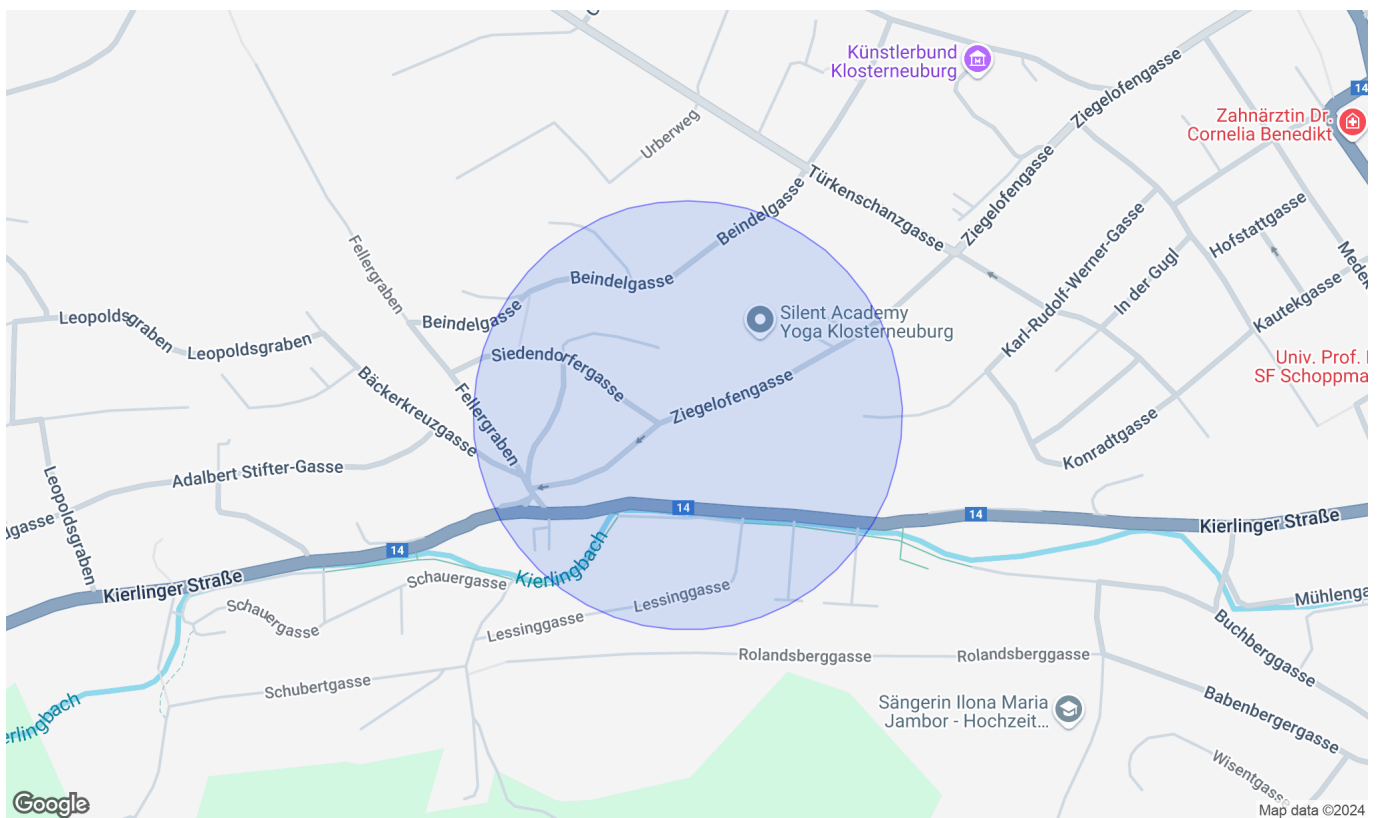 Künstlerbund
Klosterneuburg
Ziegelofengasse
14
Zahnärztin Dr.
Cornelia Benedikt
Urberweg
Türkenschanzgasse
Beindelgasse
Ziegelofengasse
Hofstattgasse
Karl-Rudolf-Werner-Gasse
In der Gugl
Fellergraben
Beindelgasse
Kautekgasse
Leopoldsgraben
Beindelgasse
Silent Academy
Yoga Klosterneuburg
Leopoldsgraben
Siedendorfergasse
Univ. Prof.
SF Schoppma
Bäckerkreuzgasse
Fellergraben
Ziegelofengasse
Konradtgasse
Adalbert Stifter-Gasse
Leopoldsgraben
gasse
14
14
Kierlinger Straße
14
Kierlingbach
Kierlinger Straße
Schauergasse
Schauergasse
Lessinggasse
Lessinggasse
Mühlenga
Buchberggasse
Rolandsberggasse
Rolandsberggasse
Schubertgasse
Babenbergergasse
Sängerin Ilona Maria
Jambor - Hochzeit...
erlingbach
Wisentgasse
Google
Map data ©2024